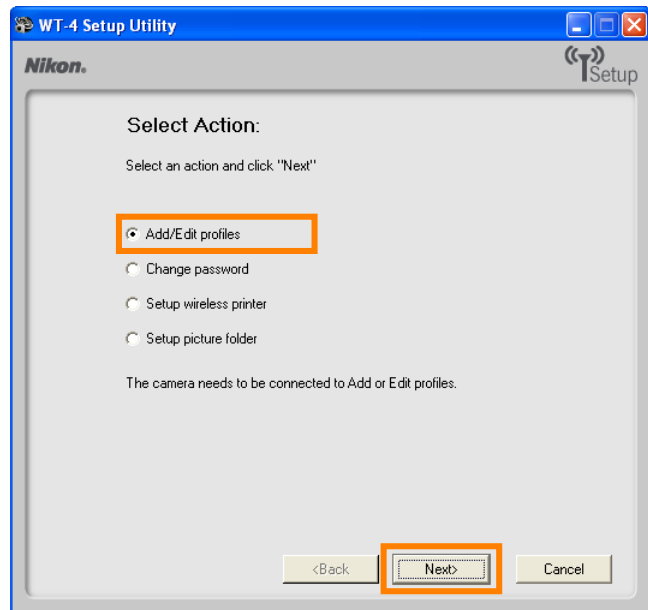 WT-4 Setup Utility
Nikon®
Setup
Select Action:
Select an action and click "Next"
Add/Edit profiles
Change password
Setup wireless printer
Setup picture folder
The camera needs to be connected to Add or Edit profiles.
<Back Next> Cancel